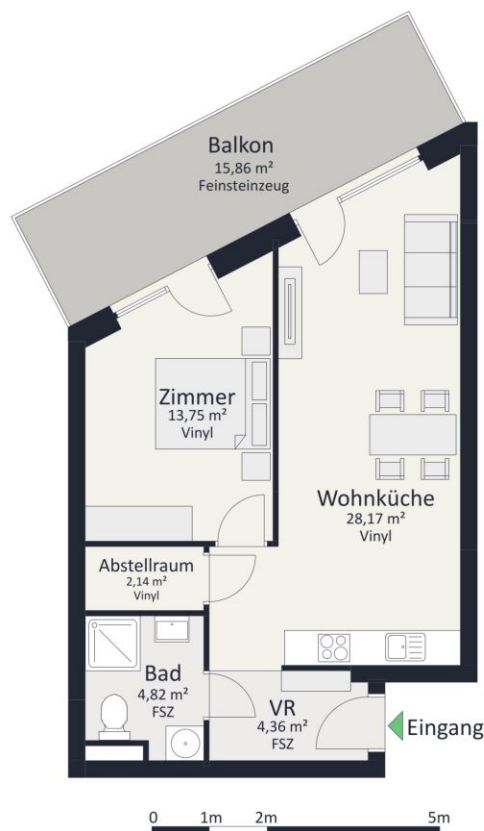 Balkon
15,86 m²
Feinsteinzeug
Zimmer
13,75 m²
Vinyl
Wohnküche
28,17 m²
Vinyl
Abstellraum
2,14 m²
Vinyl
Bad
4,82 m²
FSZ
VR
4,36 m²
FSZ
Eingang
0 1m 2m 5m